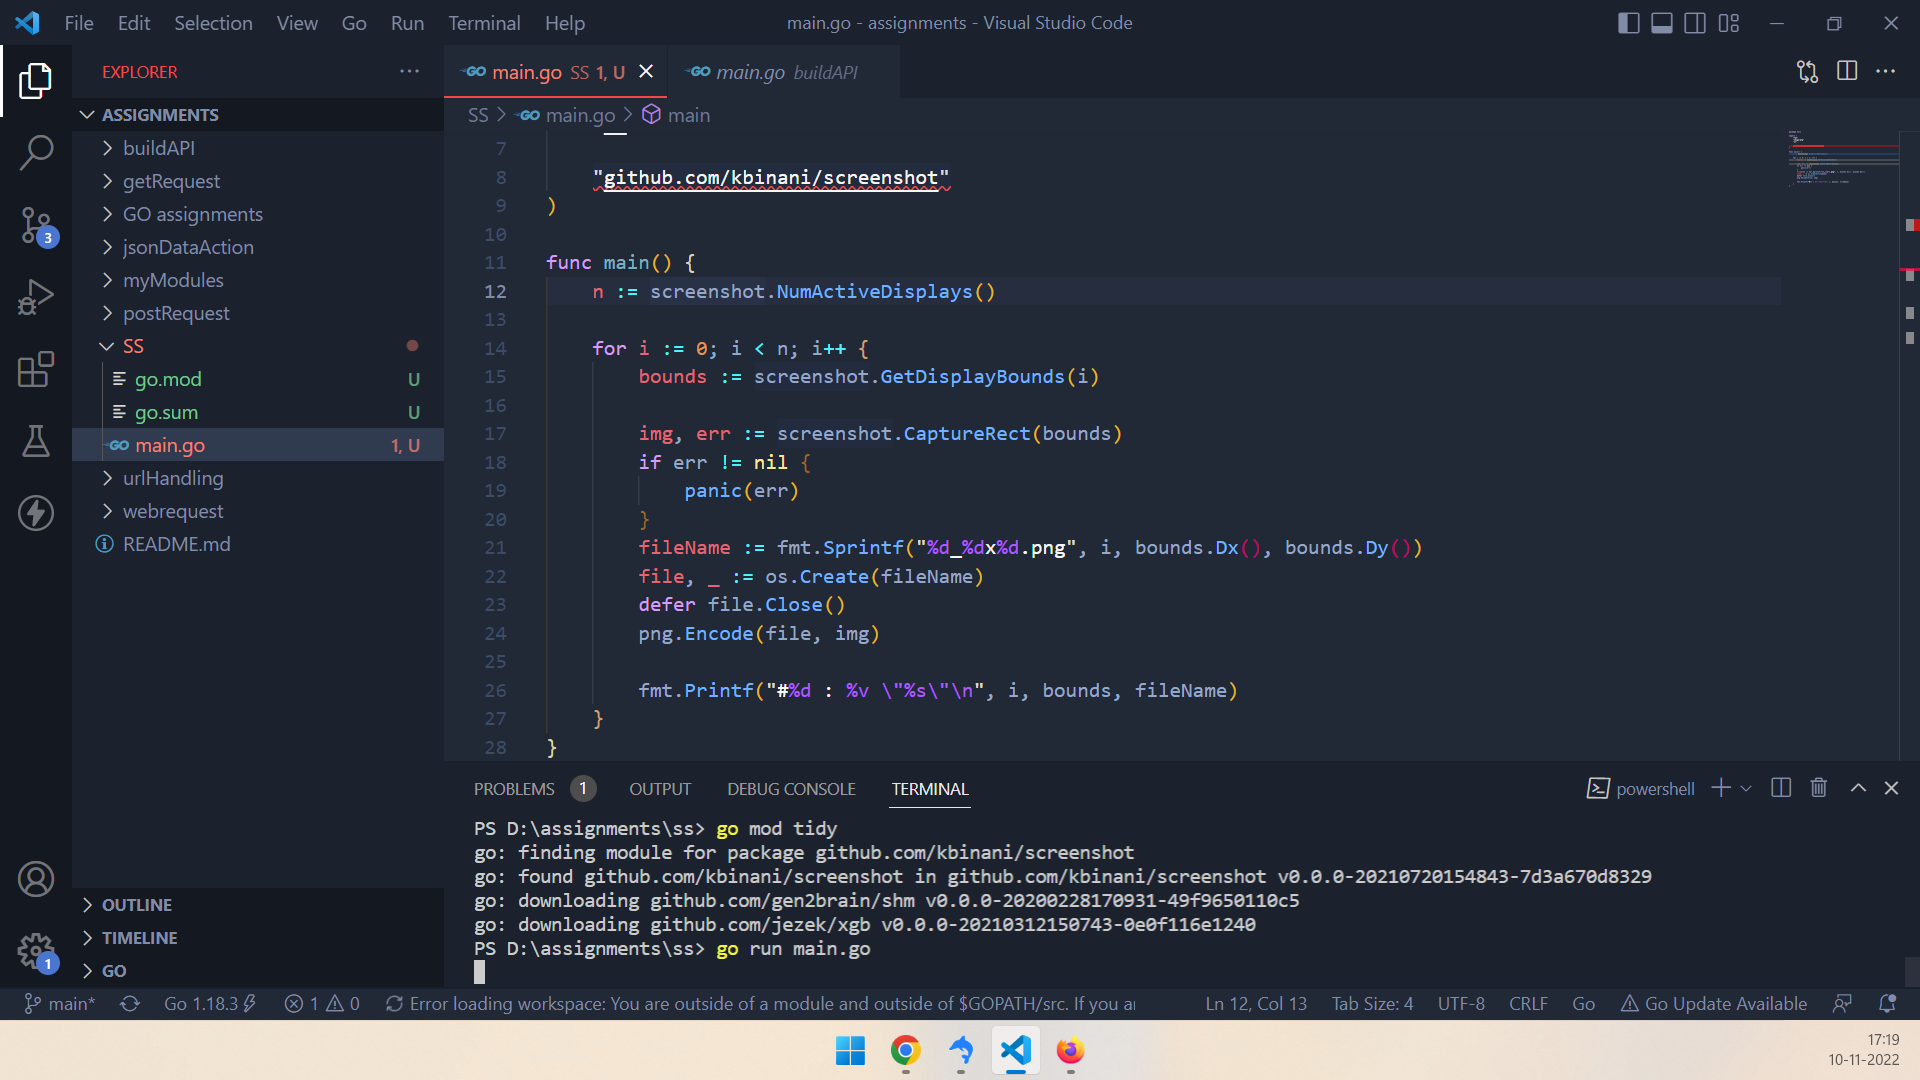 File Edit Selection View Go Run Terminal Help
main.go - assignments - Visual Studio Code
EXPLORER
ASSIGNMENTS
buildAPI
getRequest
GO assignments
jsonDataAction
myModules
postRequest
SS
go.mod U
go.sum U
main.go 1, U
urlHandling
webrequest
README.md
OUTLINE
TIMELINE
GO
3
1
GO main.go SS 1, U
GO main.go buildAPI
SS > GO main.go > main
7
8 "github.com/kbinani/screenshot"
9 )
10
11 func main() {
12 n := screenshot.NumActiveDisplays()
13
14 for i := 0; i < n; i++ {
15 bounds := screenshot.GetDisplayBounds(i)
16
17 img, err := screenshot.CaptureRect(bounds)
18 if err != nil {
19 panic(err)
20 }
21 fileName := fmt.Sprintf("%d_%dx%d.png", i, bounds.Dx(), bounds.Dy())
22 file, _ := os.Create(fileName)
23 defer file.Close()
24 png.Encode(file, img)
25
26 fmt.Printf("#%d : %v \"%s\"\n", i, bounds, fileName)
27 }
28 }
PROBLEMS 1 OUTPUT DEBUG CONSOLE TERMINAL
powershell
PS D:\assignments\ss> go mod tidy
go: finding module for package github.com/kbinani/screenshot
go: found github.com/kbinani/screenshot in github.com/kbinani/screenshot v0.0.0-20210720154843-7d3a670d8329
go: downloading github.com/gen2brain/shm v0.0.0-20200228170931-49f9650110c5
go: downloading github.com/jezek/xgb v0.0.0-20210312150743-0e0f116e1240
PS D:\assignments\ss> go run main.go
main* Go 1.18.3 1 0 Error loading workspace: You are outside of a module and outside of $GOPATH/src. If you ar Ln 12, Col 13 Tab Size: 4 UTF-8 CRLF Go Go Update Available
17:19
10-11-2022